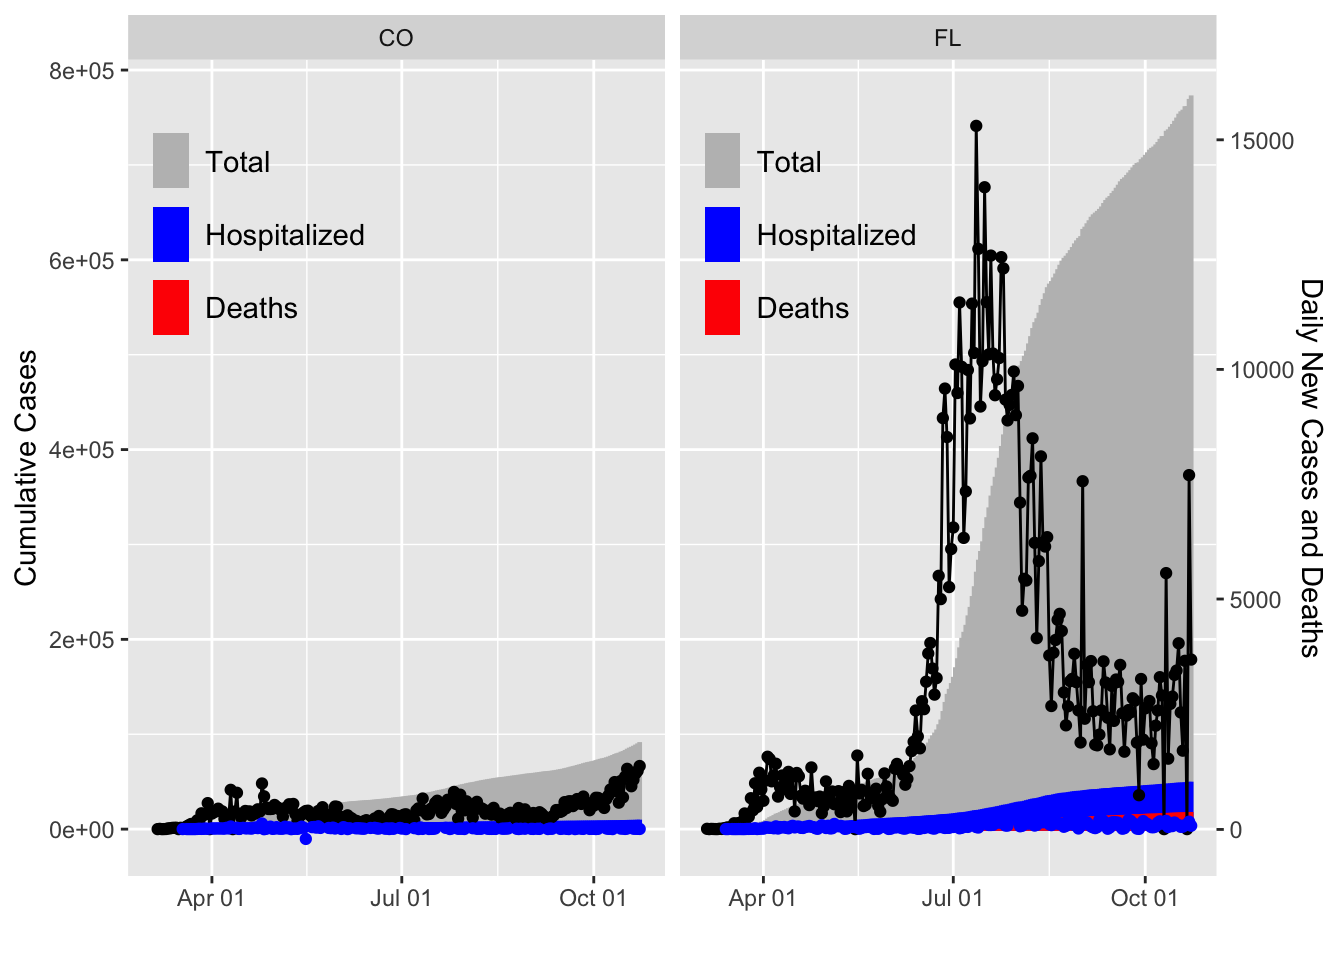 CO
FL
8e+05
6e+05
4e+05
2e+05
0e+00
Cumulative Cases
Total
Hospitalized
Deaths
Total
Hospitalized
Deaths
15000
10000
5000
0
Daily New Cases and Deaths
Apr 01
Jul 01
Oct 01
Apr 01
Jul 01
Oct 01